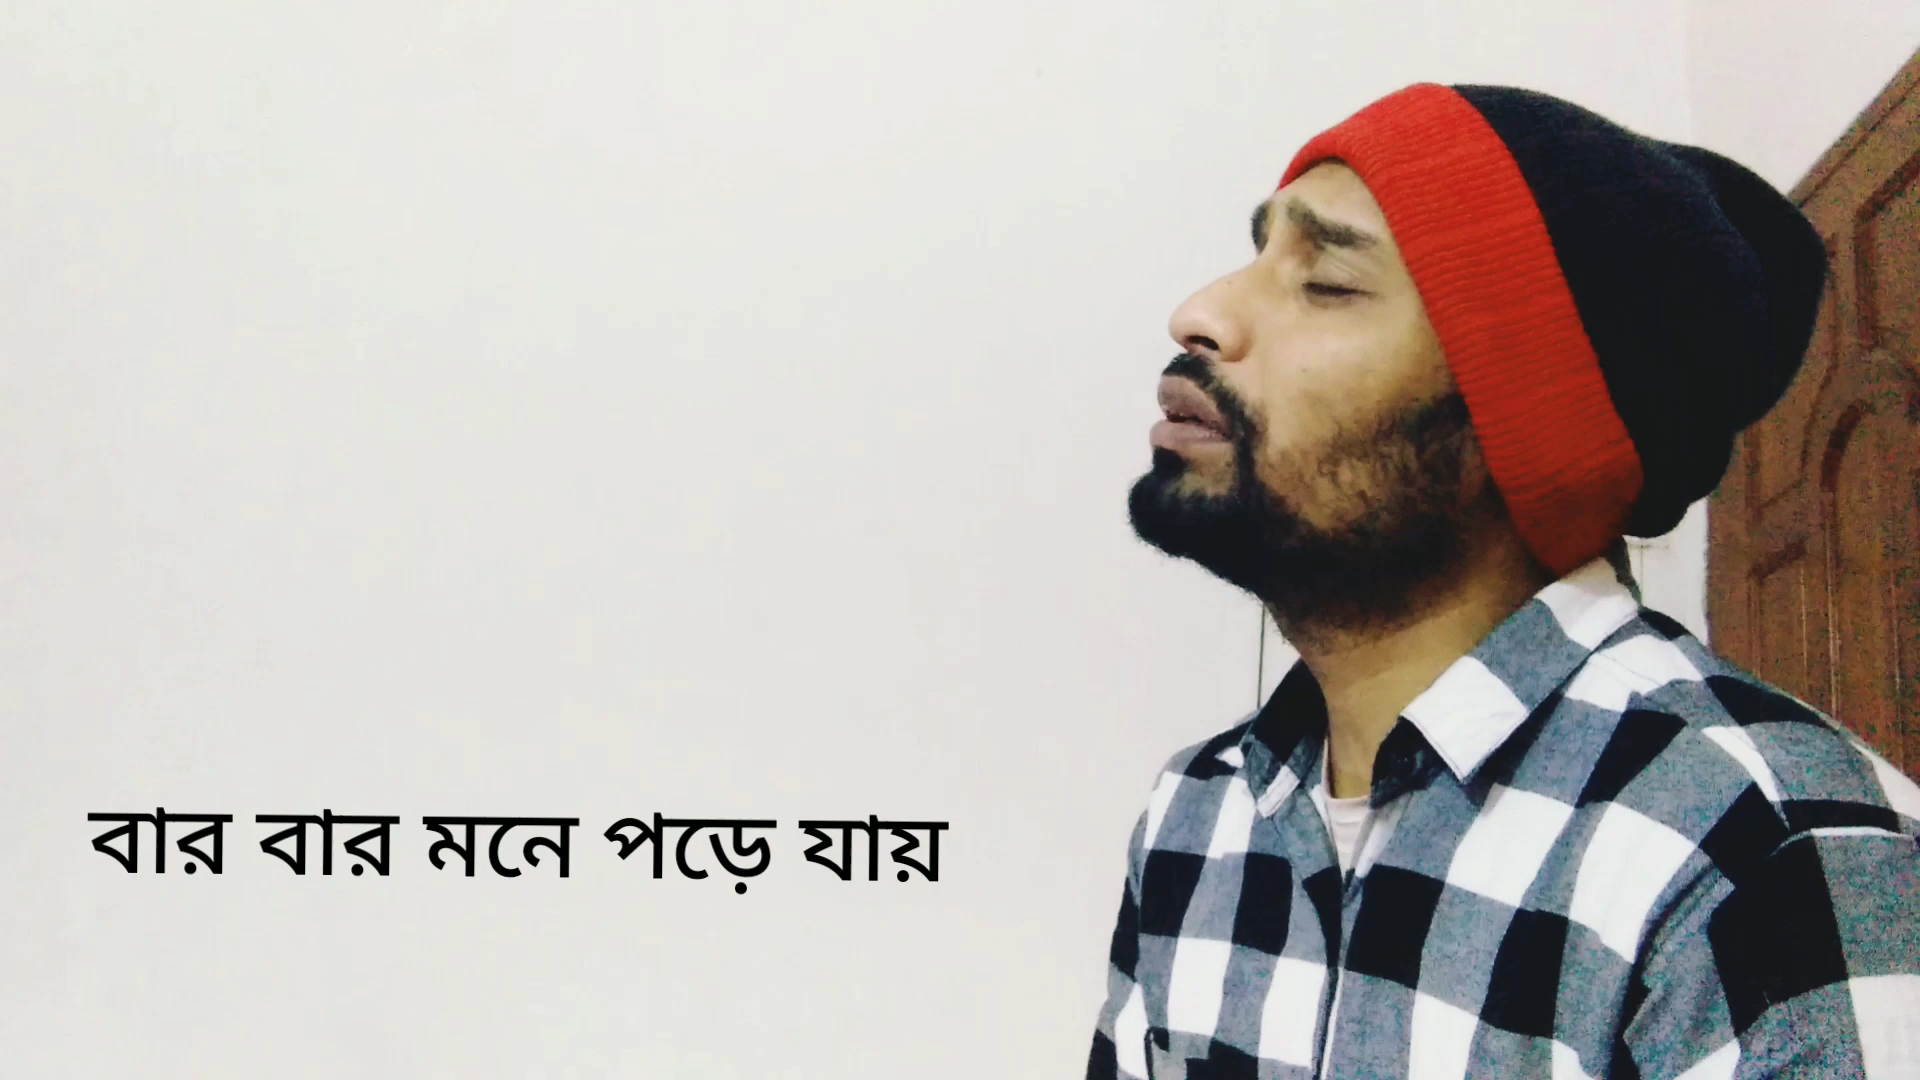 বার বার মনে পড়ে যায়